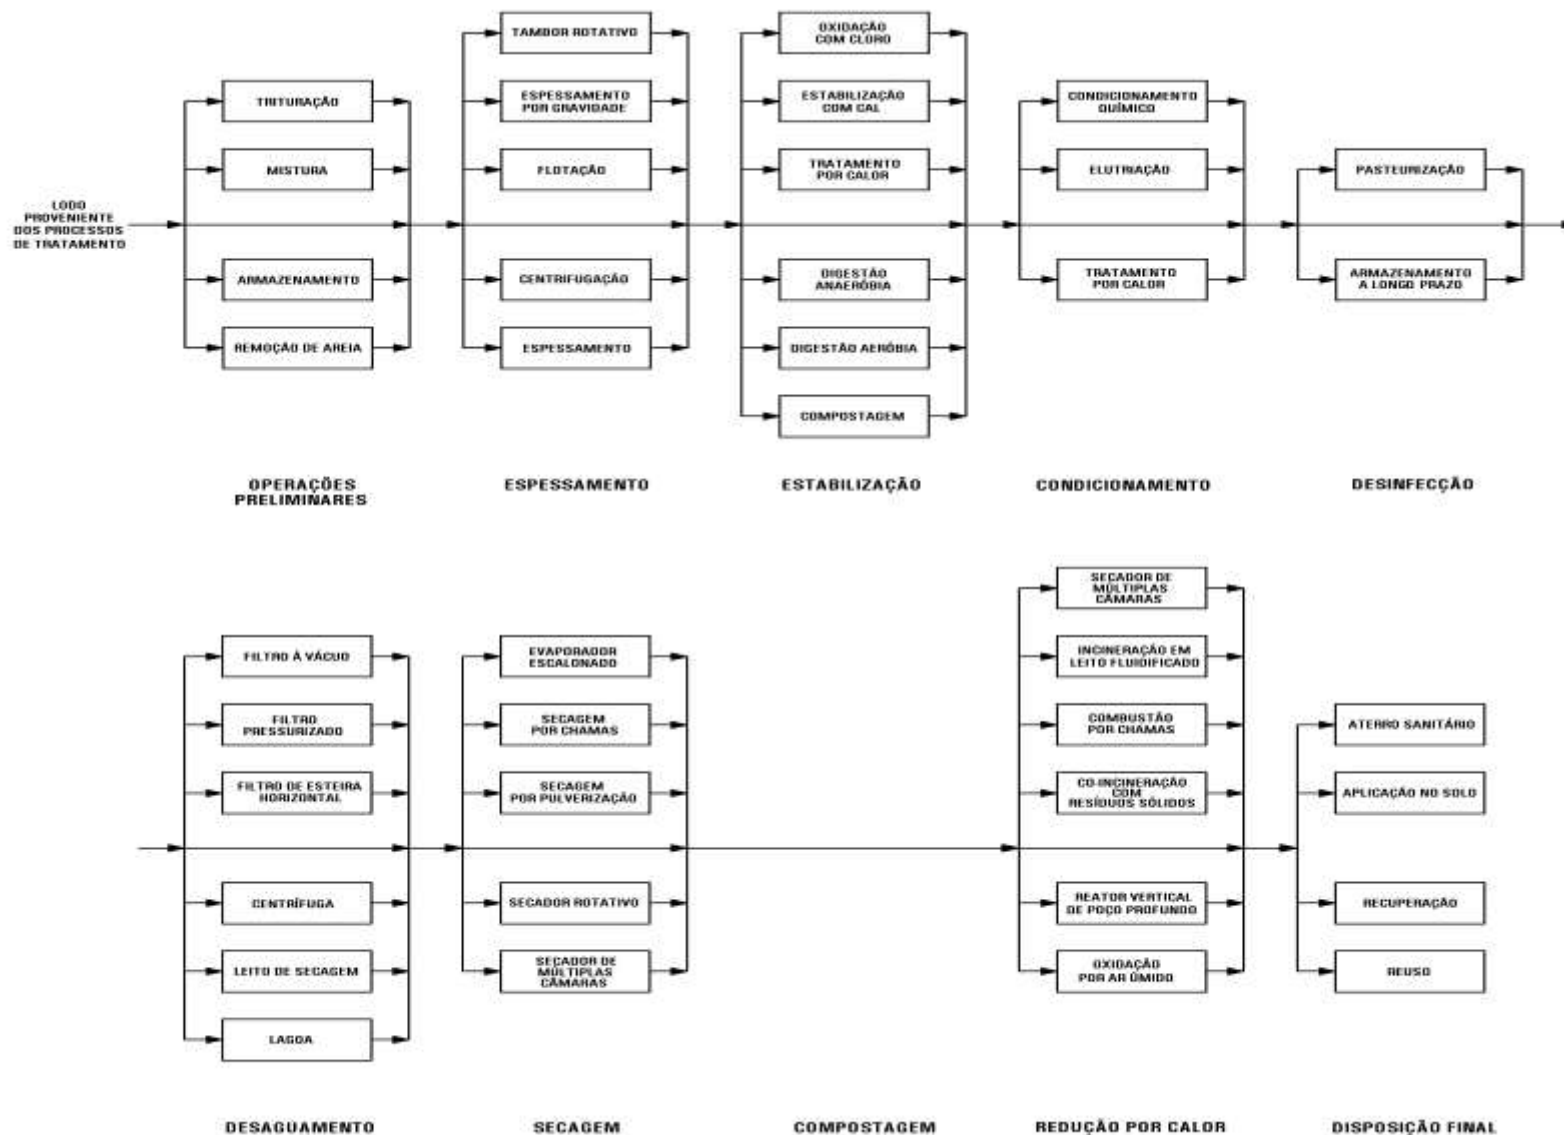 LODO
PROVENIENTE
DOS PROCESSOS
DE TRATAMENTO
TRITURAÇÃO
MISTURA
ARMAZENAMENTO
REMOÇÃO DE AREIA
OPERAÇÕES
PRELIMINARES
TAMBOR ROTATIVO
ESPESSAMENTO
POR GRAVIDADE
FLOTAÇÃO
CENTRIFUGAÇÃO
ESPESSAMENTO
ESPESSAMENTO
OXIDAÇÃO
COM CLORO
ESTABILIZAÇÃO
COM CAL
TRATAMENTO
POR CALOR
DIGESTÃO
ANAERÓBIA
DIGESTÃO AERÓBIA
COMPOSTAGEM
ESTABILIZAÇÃO
CONDICIONAMENTO
QUÍMICO
ELUTRIAÇÃO
TRATAMENTO
POR CALOR
CONDICIONAMENTO
PASTEURIZAÇÃO
ARMAZENAMENTO
A LONGO PRAZO
DESINFECÇÃO
FILTRO À VÁCUO
FILTRO
PRESSURIZADO
FILTRO DE ESTEIRA
HORIZONTAL
CENTRÍFUGA
LEITO DE SECAGEM
LAGOA
DESAGUAMENTO
EVAPORADOR
ESCALONADO
SECAGEM
POR CHAMAS
SECAGEM
POR PULVERIZAÇÃO
SECADOR ROTATIVO
SECADOR DE
MÚLTIPLAS
CÂMARAS
SECAGEM
COMPOSTAGEM
SECADOR DE
MÚLTIPLAS
CÂMARAS
INCINERAÇÃO EM
LEITO FLUIDIFICADO
COMBUSTÃO
POR CHAMAS
CO-INCINERAÇÃO
COM
RESÍDUOS SÓLIDOS
REATOR VERTICAL
DE POÇO PROFUNDO
OXIDAÇÃO
POR AR ÚMIDO
REDUÇÃO POR CALOR
ATERRO SANITÁRIO
APLICAÇÃO NO SOLO
RECUPERAÇÃO
REUSO
DISPOSIÇÃO FINAL